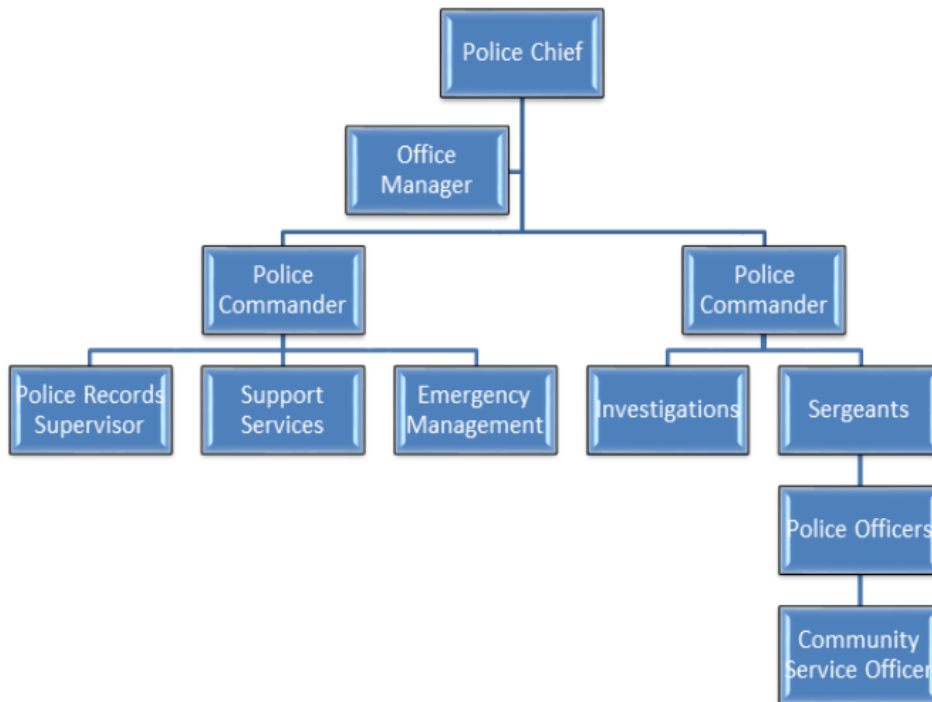 Police Chief
Office
Manager
Police
Commander
Police
Commander
Police Records
Supervisor
Support
Services
Emergency
Management
Investigations
Sergeants
Police Officers
Community
Service Officer